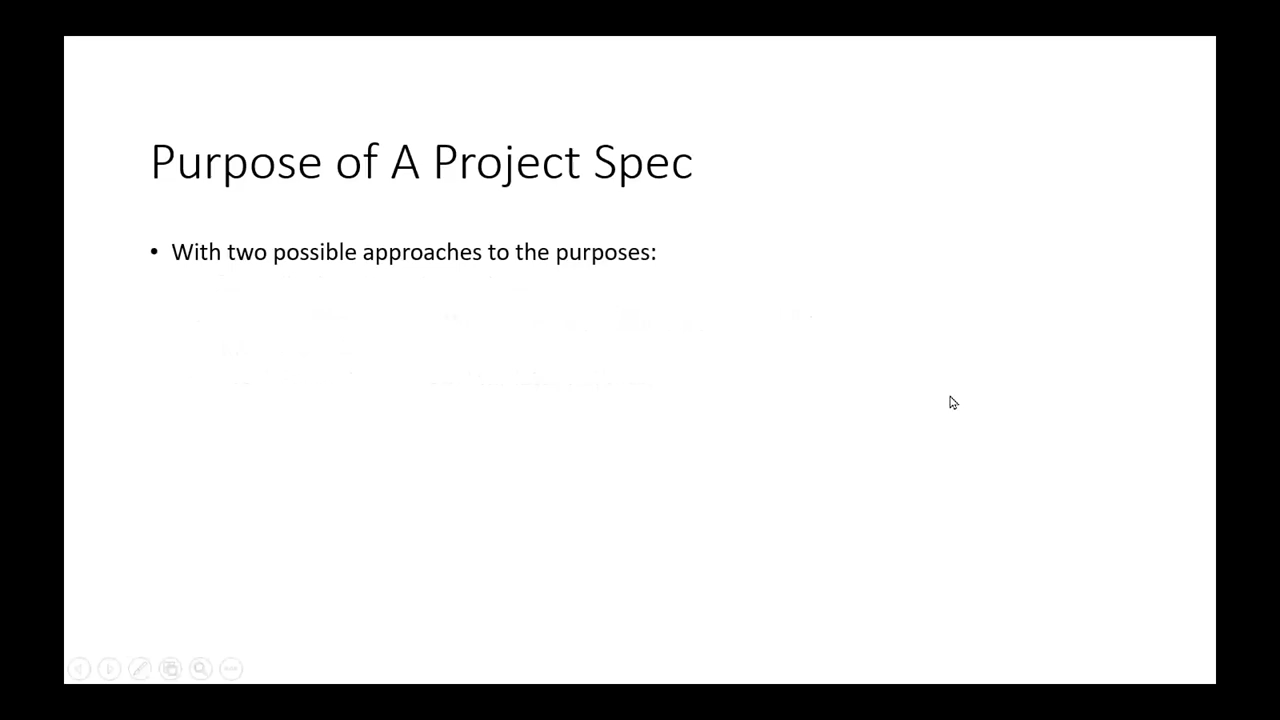 Purpose of A Project Spec
• With two possible approaches to the purposes: